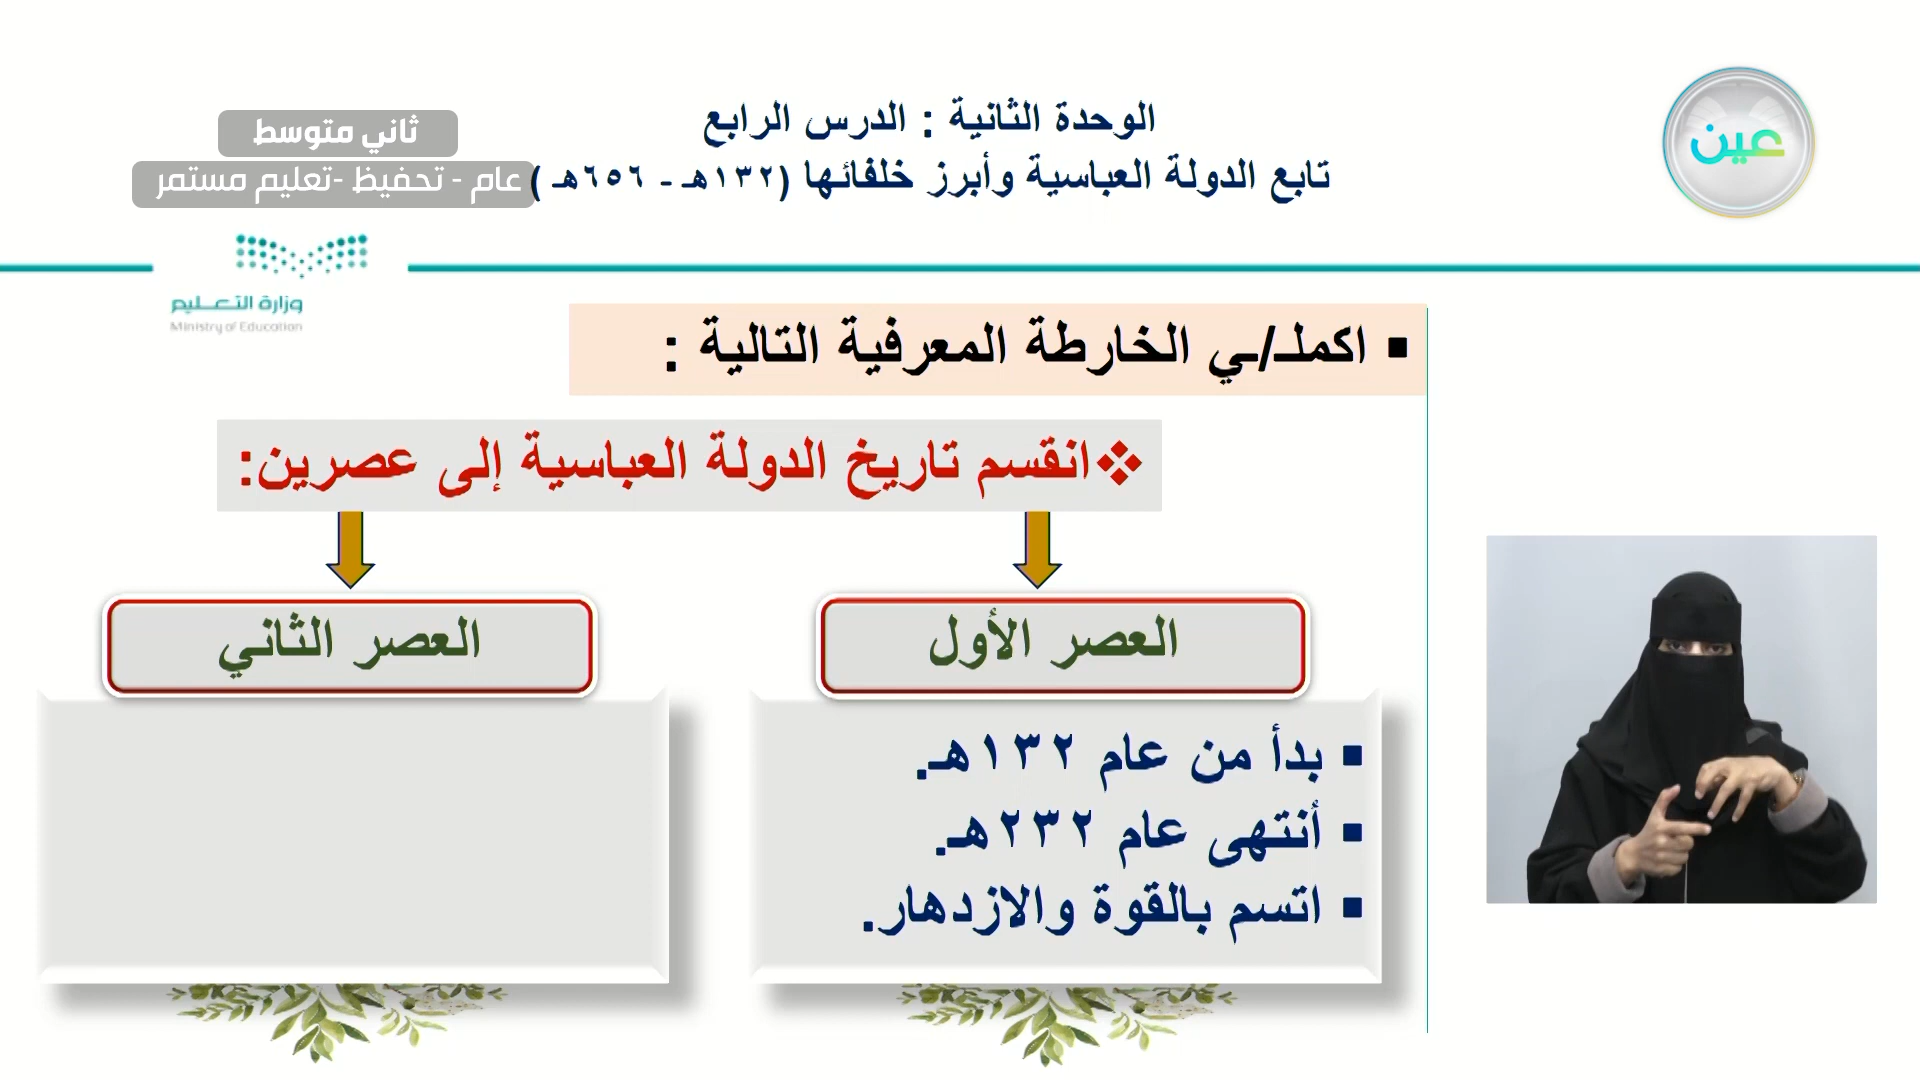 عين
الوحدة الثانية : الدرس الرابع
تابع الدولة العباسية وأبرز خلفائها (١٣٢هـ - ٦٥٦هـ )
ثاني متوسط
عام - تحفيظ -تعليم مستمر
وزارة التعـــليم
Ministry of Education
▪ اكملـ/ـي الخارطة المعرفية التالية :
❖انقسم تاريخ الدولة العباسية إلى عصرين:
العصر الأول
▪ بدأ من عام ١٣٢هـ.
▪ أنتهى عام ٢٣٢هـ.
▪ اتسم بالقوة والازدهار.
العصر الثاني